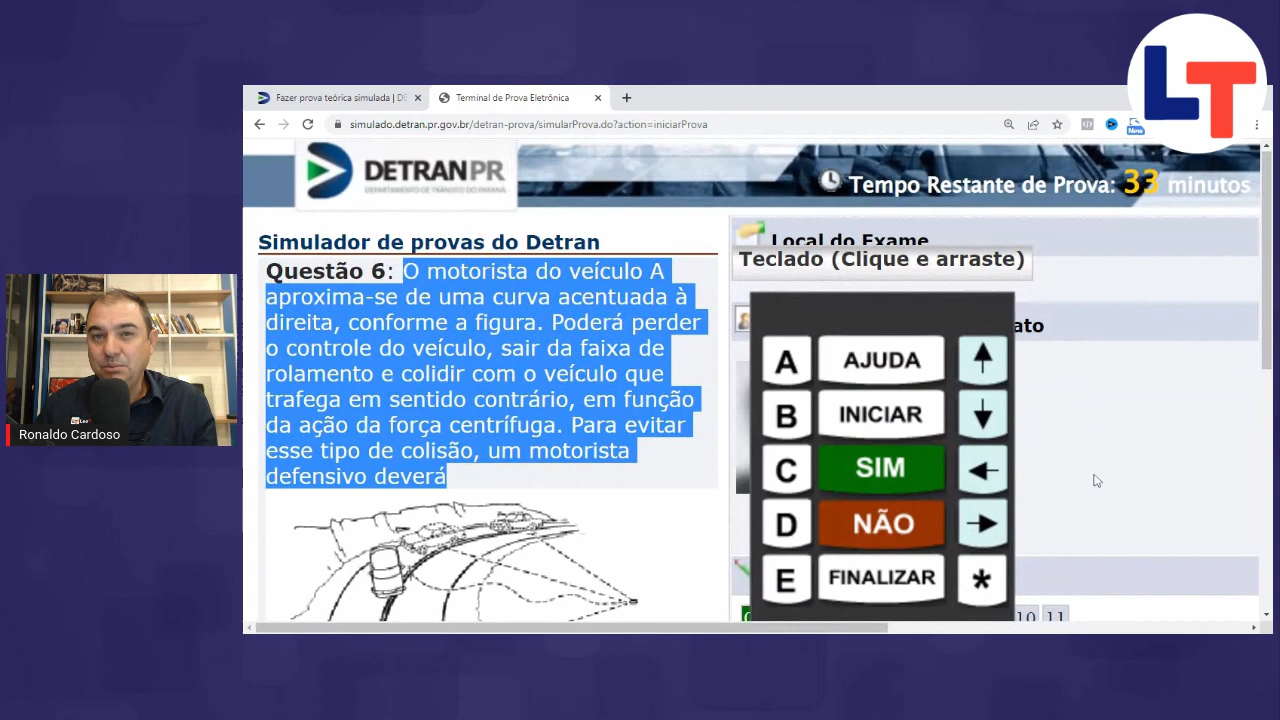 LT
Fazer prova teórica simulada | DE
Terminal de Prova Eletrônica
simulado.detran.pr.gov.br/detran-prova/simularProva.do?action=iniciarProva
New
DETRAN PR
DEPARTAMENTO DE TRÂNSITO DO PARANÁ
Tempo Restante de Prova: 33 minutos
Simulador de provas do Detran
Questão 6: O motorista do veículo A
aproxima-se de uma curva acentuada à
direita, conforme a figura. Poderá perder
o controle do veículo, sair da faixa de
rolamento e colidir com o veículo que
trafega em sentido contrário, em função
da ação da força centrífuga. Para evitar
esse tipo de colisão, um motorista
defensivo deverá
Local do Exame
Teclado (Clique e arraste)
ato
A AJUDA
B INICIAR
C SIM
D NÃO
E FINALIZAR *
10 11
Ronaldo Cardoso